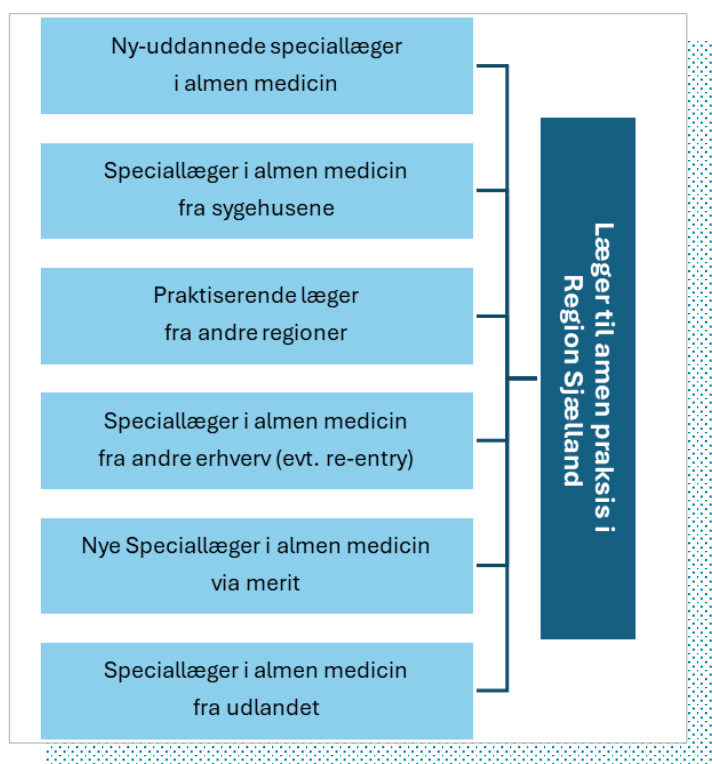 Ny-uddannede speciallæger
i almen medicin
Speciallæger i almen medicin
fra sygehusene
Praktiserende læger
fra andre regioner
Speciallæger i almen medicin
fra andre erhverv (evt. re-entry)
Nye Speciallæger i almen medicin
via merit
Speciallæger i almen medicin
fra udlandet
Læger til amen praksis i
Region Sjælland